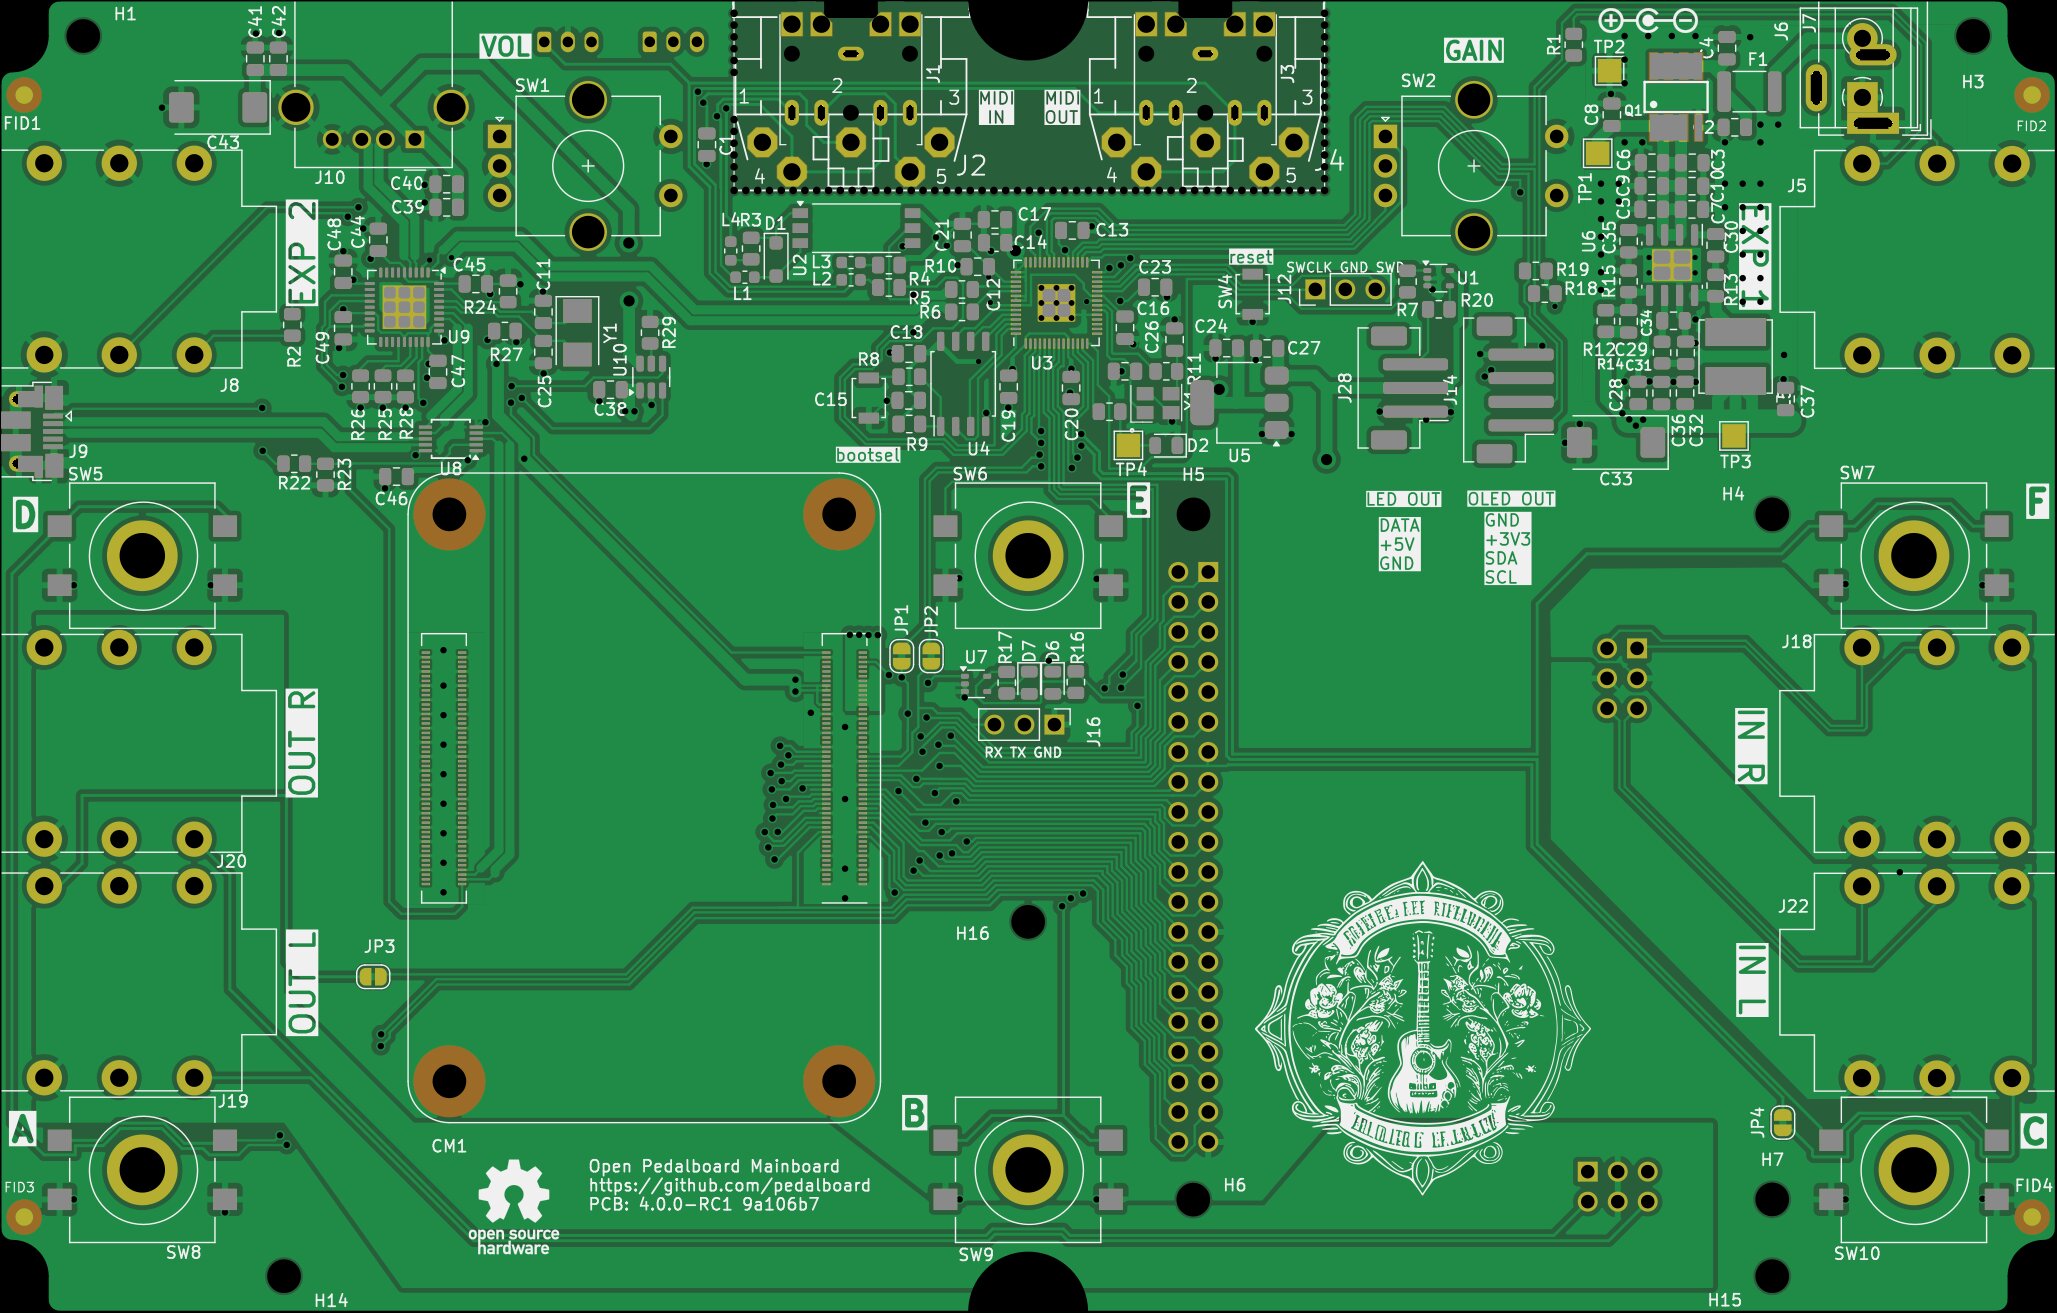 H1
C41
C42
VOL
SW1
J1
1
2
3
MIDI
IN
MIDI
OUT
1
2
3
J3
GAIN
SW2
R1
TP2
C4
F1
J6
J7
H3
FID1
FID2
C43
J10
C40
C39
C1
4
5
J2
4
5
Q1
C8
TP1
C6
C3
C5
C9
C10
C7
J5
EXP 2
C48
C44
C45
R24
C11
L4
R3
D1
L1
U2
L3
L2
C21
C17
C14
C13
R10
R4
R5
R6
C12
C23
C16
reset
SW4
J12
SWCLK GND SWD
R7
U1
R20
R19
R18
U6
C35
R15
C30
R13
EXP 1
R2
C49
U9
R27
C47
Y1
C25
U10
R29
C38
R8
C15
R9
U3
C26
C24
C27
R11
C19
C20
U4
D2
TP4
U5
J28
J14
R12
C29
R14
C31
C34
C28
C36
C32
C33
C37
TP3
J8
J9
R26
R25
R28
U8
R22
R23
C46
bootsel
SW5
D
SW6
E
H5
LED OUT
DATA
+5V
GND
OLED OUT
GND
+3V3
SDA
SCL
H4
SW7
F
JP1
JP2
U7
R17
D7
D6
R16
J16
RX TX GND
J18
OUT R
IN R
J20
J22
JP3
H16
OUT L
IN L
J19
A
B
C
JP4
H7
CM1
H6
FID3
FID4
Open Pedalboard Mainboard
https://github.com/pedalboard
PCB: 4.0.0-RC1 9a106b7
open source
hardware
SW8
SW9
SW10
H14
H15